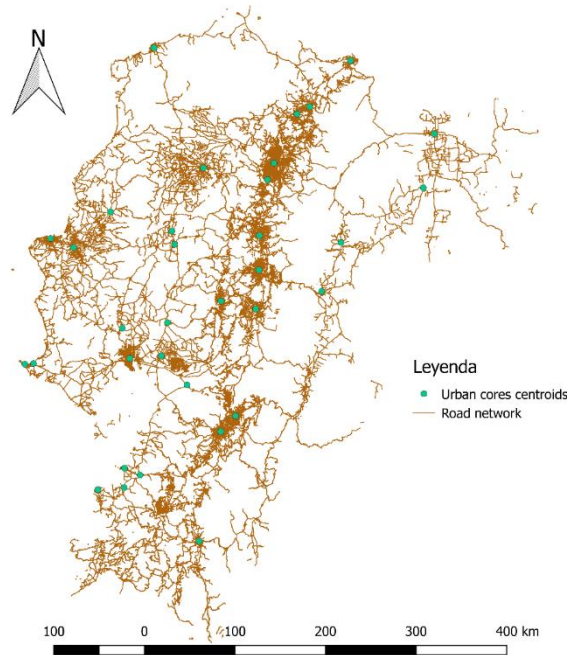 N
Leyenda
Urban cores centroids
Road network
100 0 100 200 300 400 km